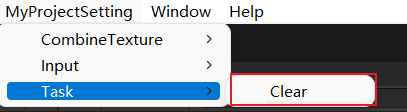 MyProjectSetting Window Help
CombineTexture
Input
Task
Clear